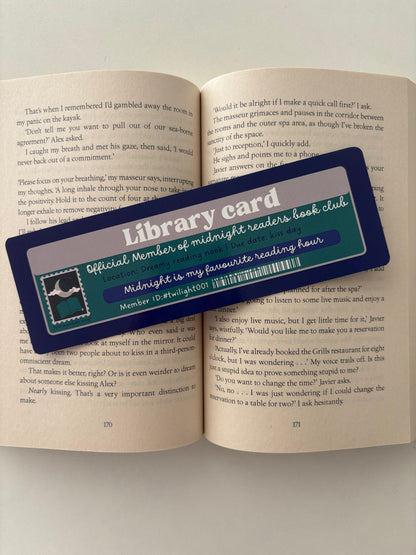 That's when I remembered I'd gambled away the room in
my panic on the kayak.
'Don't tell me you want to pull out of our sea-borne
agreement?' Alex asked.
I caught my breath and met his gaze, then said, 'I would
never back out of a commitment.'
'Please focus on your breathing,' my masseur says, interrupting
my thoughts. 'A long inhale through your nose to take in
the positivity. Hold it to the count of four at the
longer exhale to remove negativity
I follow his lead
Library card
Official Member of midnight readers book club
Location: Dreamy reading nook | Due date: kiss day
Midnight is my favourite reading hour
Member ID:#twilight001
Who even said it was
look at myself in the mirror. It could
been two people about to kiss in a third-person
omniscient dream.
That makes it better, right? Or is it even weirder to dream
about someone else kissing Alex?
Nearly kissing. That's a very important distinction to
make.
170
'Would it be alright if I make a quick call first?' I ask.
The masseur grimaces and pauses in the corridor between
the rooms and the outer spa area, as though I've broken the
sanctity of the space.
'Just to reception,' I quickly add.
He sighs and points me to a phone
Javier answers on the
planned after
going to listen to some live music and enjoy a
dinner!'
'I also enjoy live music, but I get little time for it,' Javier
says, wistfully. 'Would you like me to make you a reservation
for dinner?'
'Actually, I've already booked the Grills restaurant for eight
o'clock, but I was wondering . . .' My voice trails off. Is this
just a stupid idea to prove something stupid to me?
'Do you want to change the time?' Javier asks.
'No, no . . . I was just wondering if I could change the
reservation to a table for two?' I ask hesitantly.
171